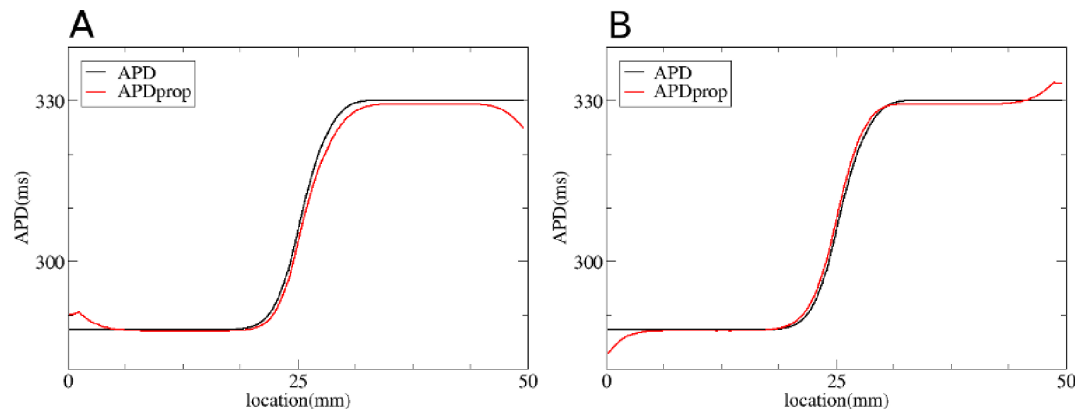 A
APD
APDprop
330
300
APD(ms)
0
25
50
location(mm)
B
APD
APDprop
330
300
APD(ms)
0
25
50
location(mm)